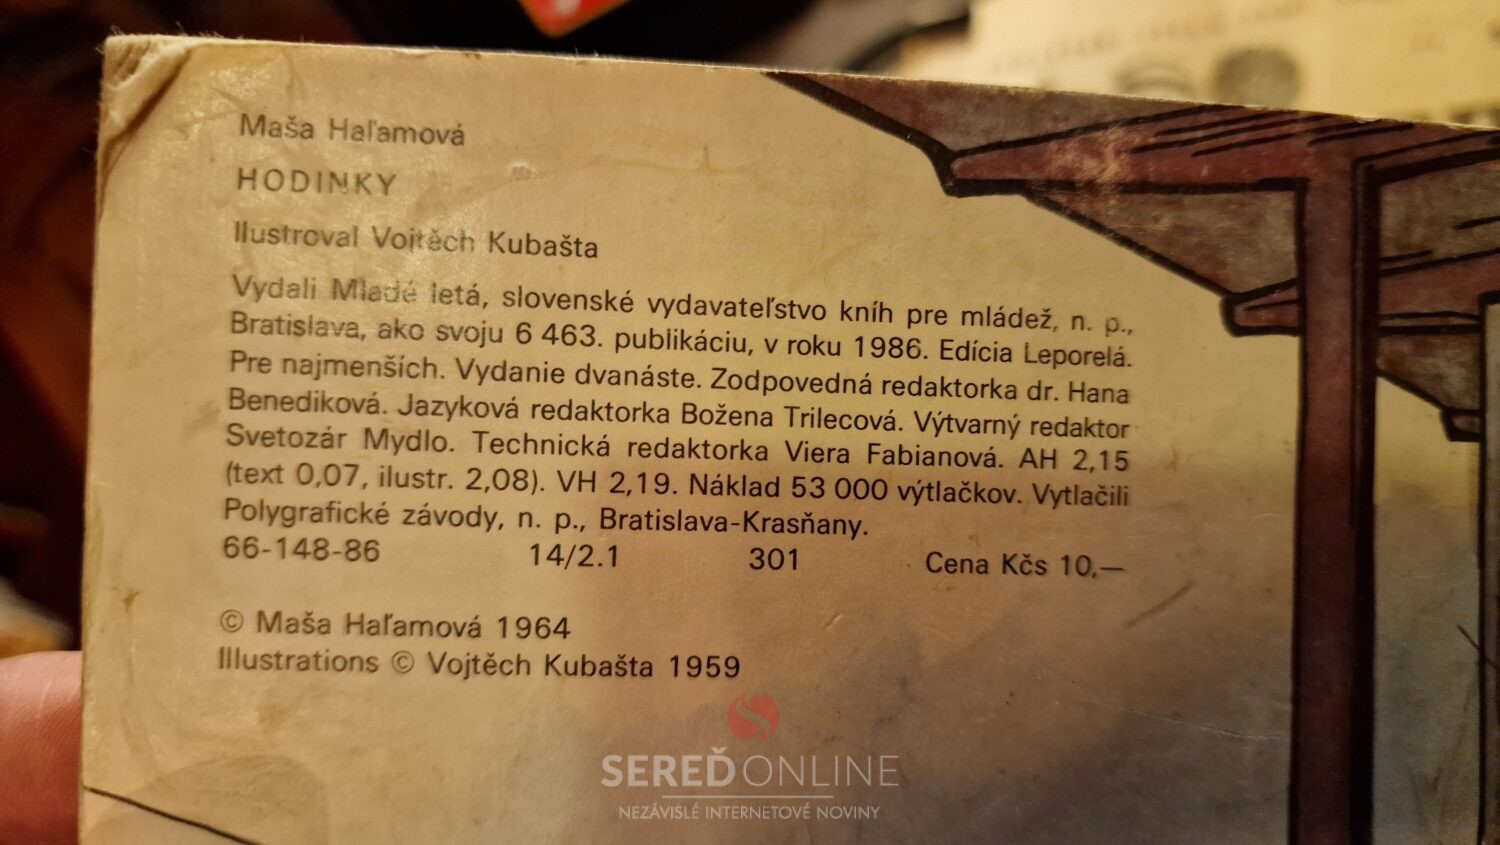 Maša Haľamová
HODINKY
Ilustroval Vojtěch Kubašta
Vydali Mladé letá, slovenské vydavateľstvo kníh pre mládež, n. p.,
Bratislava, ako svoju 6 463. publikáciu, v roku 1986. Edícia Leporelá.
Pre najmenších. Vydanie dvanáste. Zodpovedná redaktorka dr. Hana
Benediková. Jazyková redaktorka Božena Trilecová. Výtvarný redaktor
Svetozár Mydlo. Technická redaktorka Viera Fabianová. AH 2,15
(text 0,07, ilustr. 2,08). VH 2,19. Náklad 53 000 výtlačkov. Vytlačili
Polygrafické závody, n. p., Bratislava-Krasňany.
66-148-86 14/2.1 301 Cena Kčs 10,—
© Maša Haľamová 1964
Illustrations © Vojtěch Kubašta 1959
SEREĎONLINE
NEZÁVISLÉ INTERNETOVÉ NOVINY